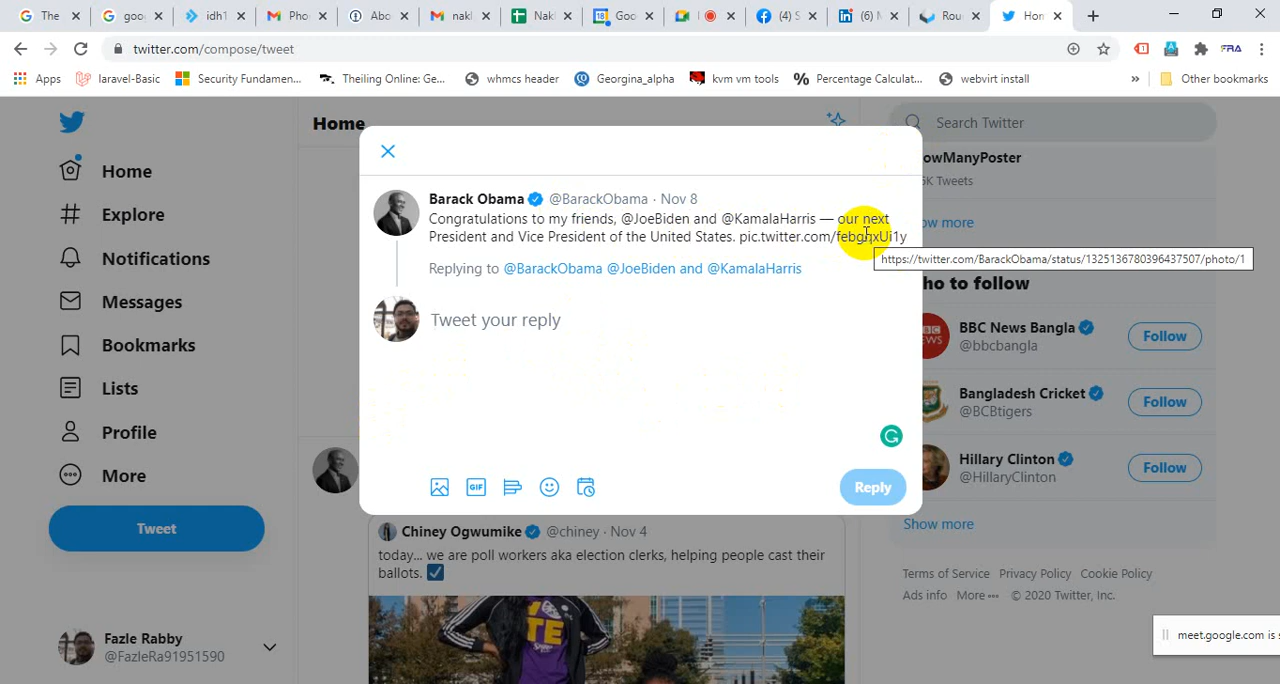 The
goo
idh1
Pho
Abo
nakl
Naki
Goo
(4) S
(6) M
Rou
Hom
twitter.com/compose/tweet
Apps
laravel-Basic
Security Fundamen...
Theiling Online: Ge...
whmcs header
Georgina_alpha
kvm vm tools
Percentage Calculat...
webvirt install
»
Other bookmarks
Home
Search Twitter
owManyPoster
K Tweets
ow more
Barack Obama @BarackObama · Nov 8
Congratulations to my friends, @JoeBiden and @KamalaHarris — our next
President and Vice President of the United States. pic.twitter.com/febgqxUi1y
https://twitter.com/BarackObama/status/1325136780396437507/photo/1
Replying to @BarackObama @JoeBiden and @KamalaHarris
Tweet your reply
GIF
Reply
Home
Explore
Notifications
Messages
Bookmarks
Lists
Profile
More
Tweet
Fazle Rabby
@FazleRa91951590
ho to follow
BBC News Bangla
@bbcbangla
Follow
Bangladesh Cricket
@BCBtigers
Follow
Hillary Clinton
@HillaryClinton
Follow
Show more
Terms of Service Privacy Policy Cookie Policy
Ads info More ··· © 2020 Twitter, Inc.
Chiney Ogwumike @chiney · Nov 4
today... we are poll workers aka election clerks, helping people cast their
ballots.
meet.google.com is s